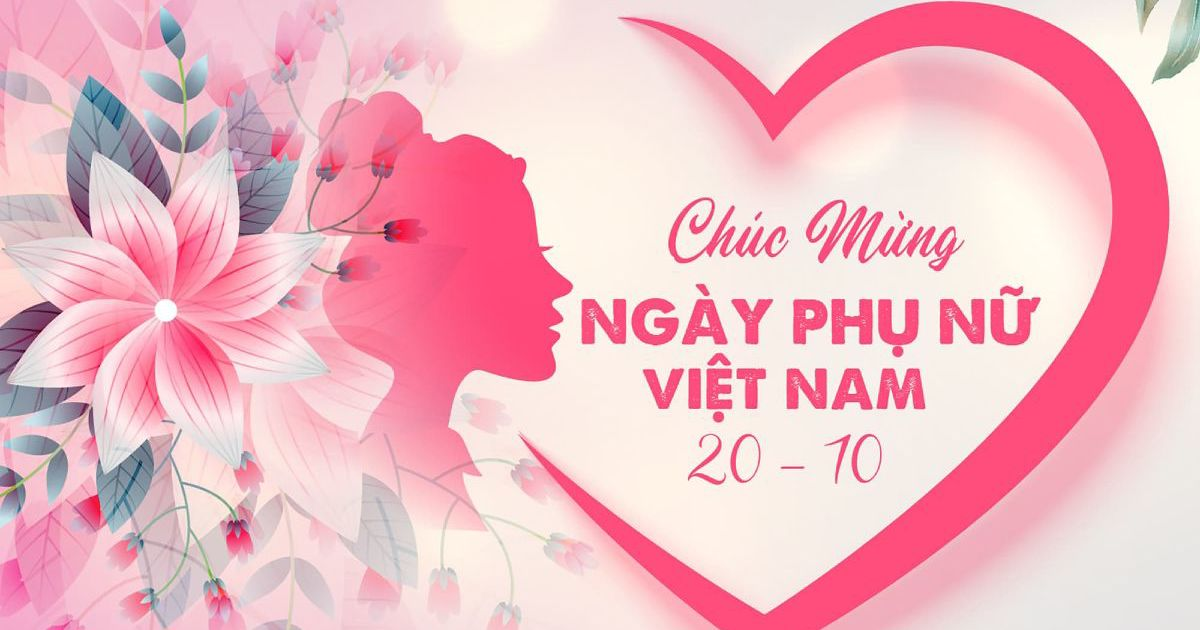 Chúc Mừng
NGÀY PHỤ NỮ
VIỆT NAM
20 - 10